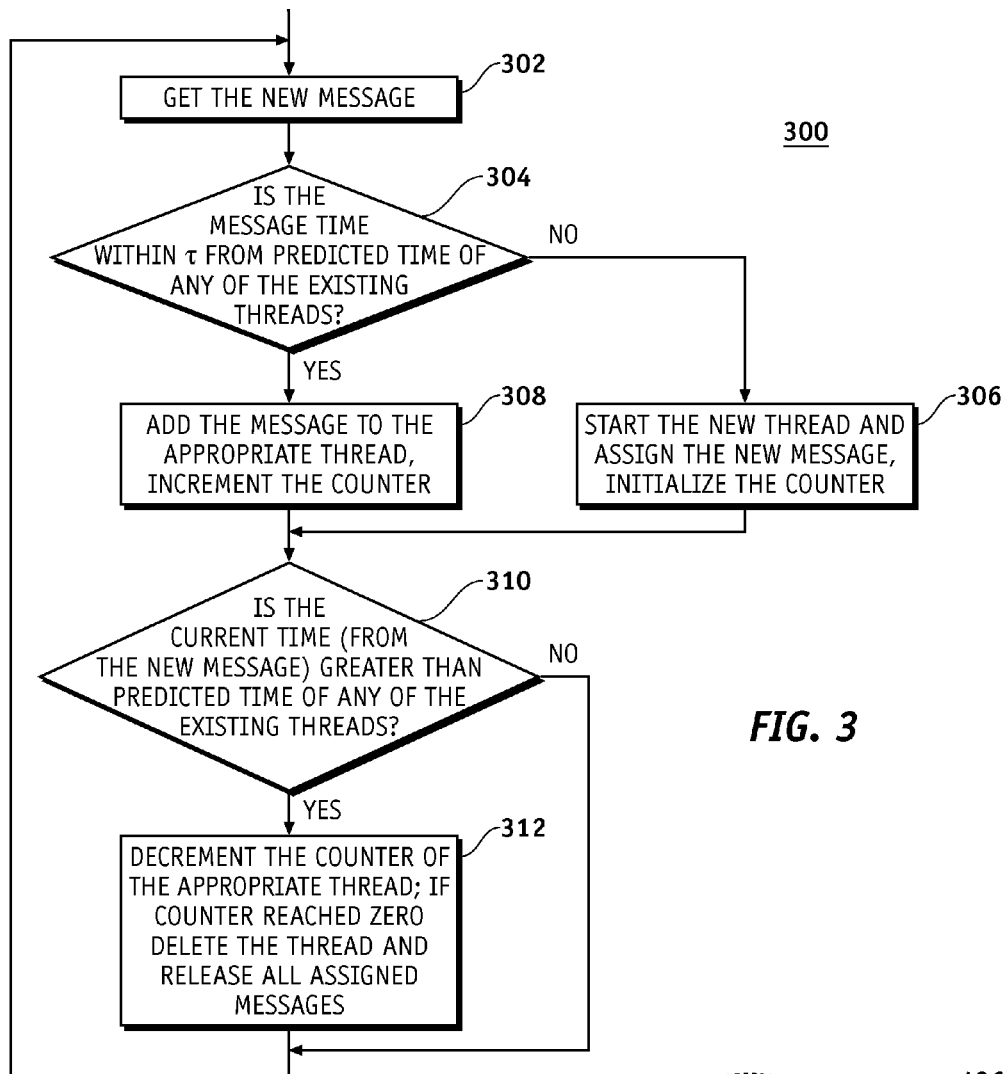 302
GET THE NEW MESSAGE
300
304
IS THE
MESSAGE TIME
WITHIN τ FROM PREDICTED TIME OF
ANY OF THE EXISTING
THREADS?
NO
YES
308
ADD THE MESSAGE TO THE
APPROPRIATE THREAD,
INCREMENT THE COUNTER
306
START THE NEW THREAD AND
ASSIGN THE NEW MESSAGE,
INITIALIZE THE COUNTER
310
IS THE
CURRENT TIME (FROM
THE NEW MESSAGE) GREATER THAN
PREDICTED TIME OF ANY OF THE
EXISTING THREADS?
NO
FIG. 3
YES
312
DECREMENT THE COUNTER OF
THE APPROPRIATE THREAD; IF
COUNTER REACHED ZERO
DELETE THE THREAD AND
RELEASE ALL ASSIGNED
MESSAGES